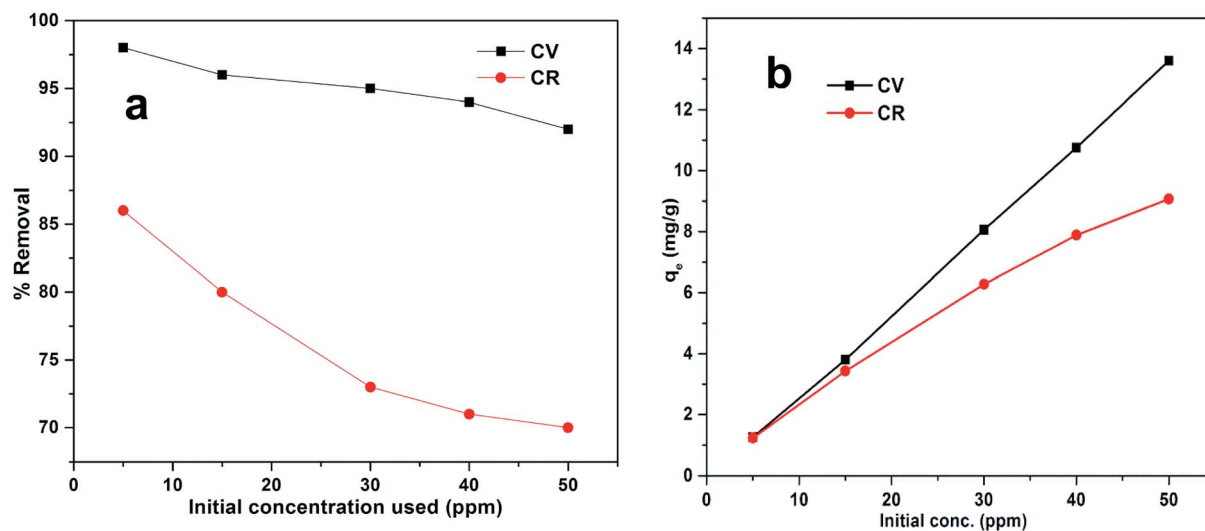 100
95
90
85
80
75
70
% Removal
0 10 20 30 40 50
Initial concentration used (ppm)
a
CV
CR
14
12
10
8
6
4
2
0
qₑ (mg/g)
0 10 20 30 40 50
Initial conc. (ppm)
b
CV
CR